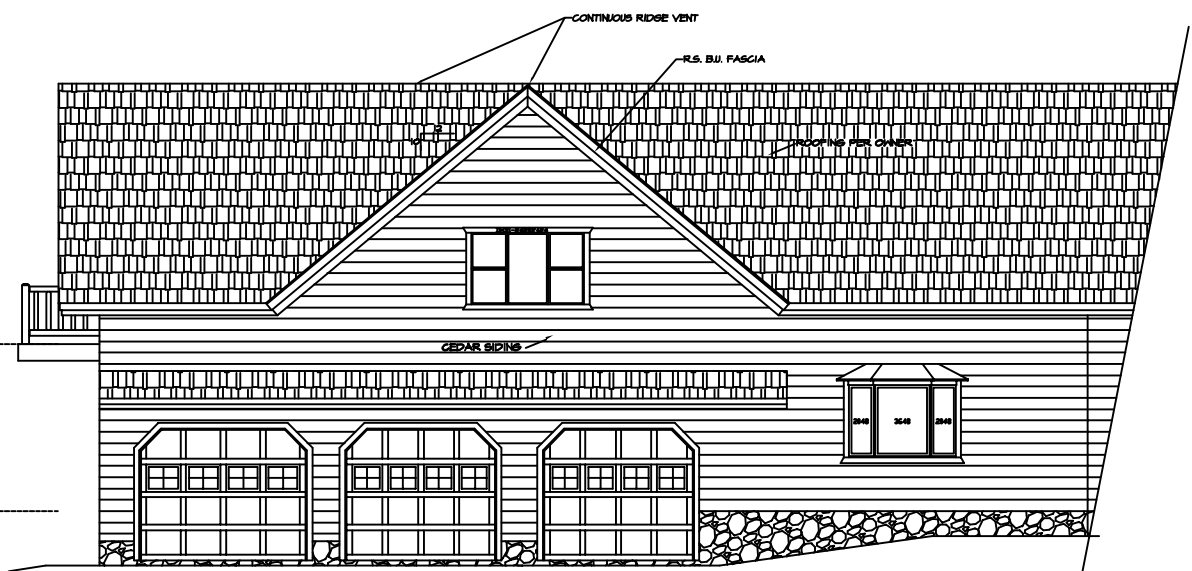 CONTINUOUS RIDGE VENT
R.S. B.U. FASCIA
12
10
ROOFING PER OWNER
CEDAR SIDING
2848 3648 2848